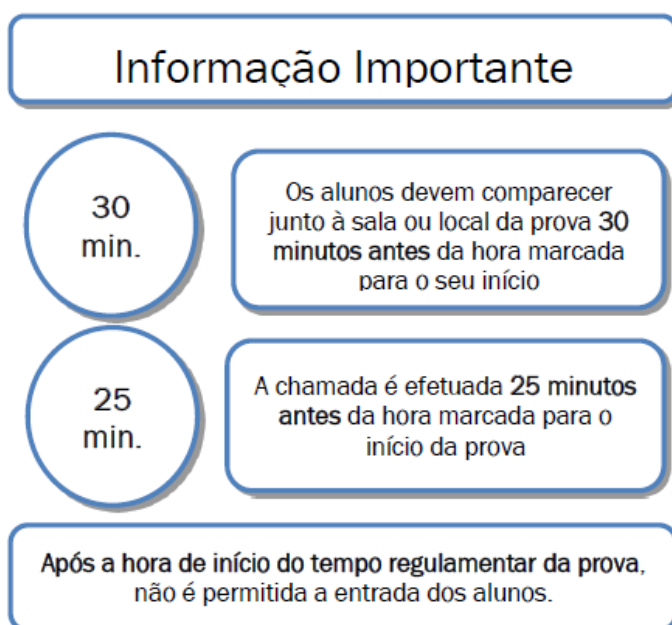 Informação Importante
30
min.
Os alunos devem comparecer
junto à sala ou local da prova 30
minutos antes da hora marcada
para o seu início
25
min.
A chamada é efetuada 25 minutos
antes da hora marcada para o
início da prova
Após a hora de início do tempo regulamentar da prova,
não é permitida a entrada dos alunos.